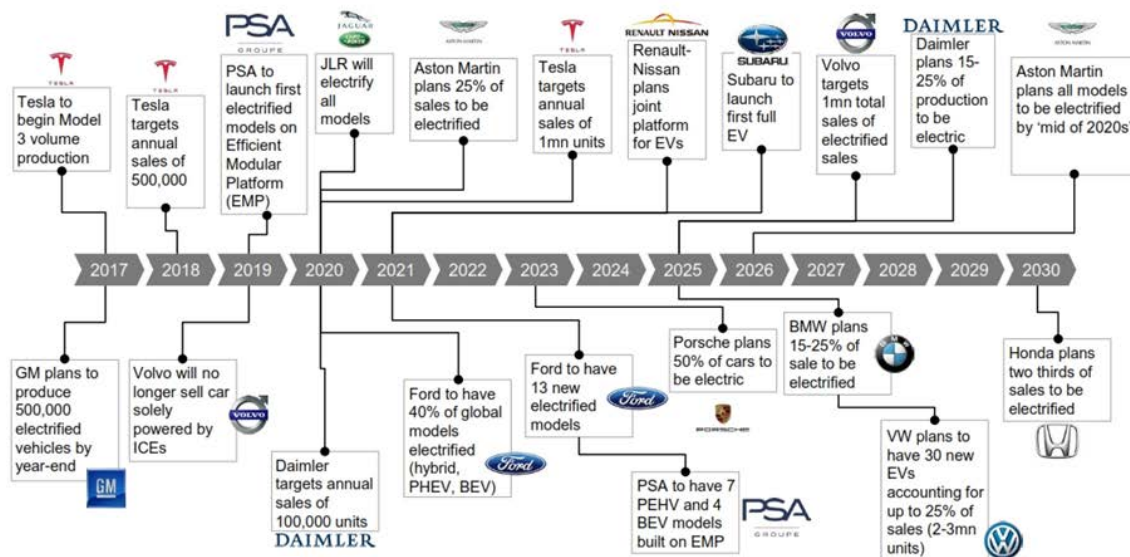 TESLA
Tesla to
begin Model
3 volume
production
TESLA
Tesla
targets
annual
sales of
500,000
PSA
GROUPE
PSA to
launch first
electrified
models on
Efficient
Modular
Platform
(EMP)
JAGUAR
LAND-
ROVER
JLR will
electrify
all
models
ASTON MARTIN
Aston Martin
plans 25% of
sales to be
electrified
TESLA
Tesla
targets
annual
sales of
1mn units
RENAULT NISSAN
Renault-
Nissan
plans
joint
platform
for EVs
SUBARU
Subaru to
launch
first full
EV
VOLVO
Volvo
targets
1mn total
sales of
electrified
sales
DAIMLER
Daimler
plans 15-
25% of
production
to be
electric
ASTON MARTIN
Aston Martin
plans all models
to be electrified
by ‘mid of 2020s’
2017 2018 2019 2020 2021 2022 2023 2024 2025 2026 2027 2028 2029 2030
GM plans to
produce
500,000
electrified
vehicles by
year-end
GM
Volvo will no
longer sell car
solely
powered by
ICEs
VOLVO
Daimler
targets annual
sales of
100,000 units
DAIMLER
Ford to have
40% of global
models
electrified
(hybrid,
PHEV, BEV)
Ford
Ford to have
13 new
electrified
models
Ford
PSA to have 7
PEHV and 4
BEV models
built on EMP
PSA
GROUPE
Porsche plans
50% of cars to
be electric
PORSCHE
BMW plans
15-25% of
sale to be
electrified
BMW
VW plans to
have 30 new
EVs
accounting for
up to 25% of
sales (2-3mn
units)
VW
Honda plans
two thirds of
sales to be
electrified